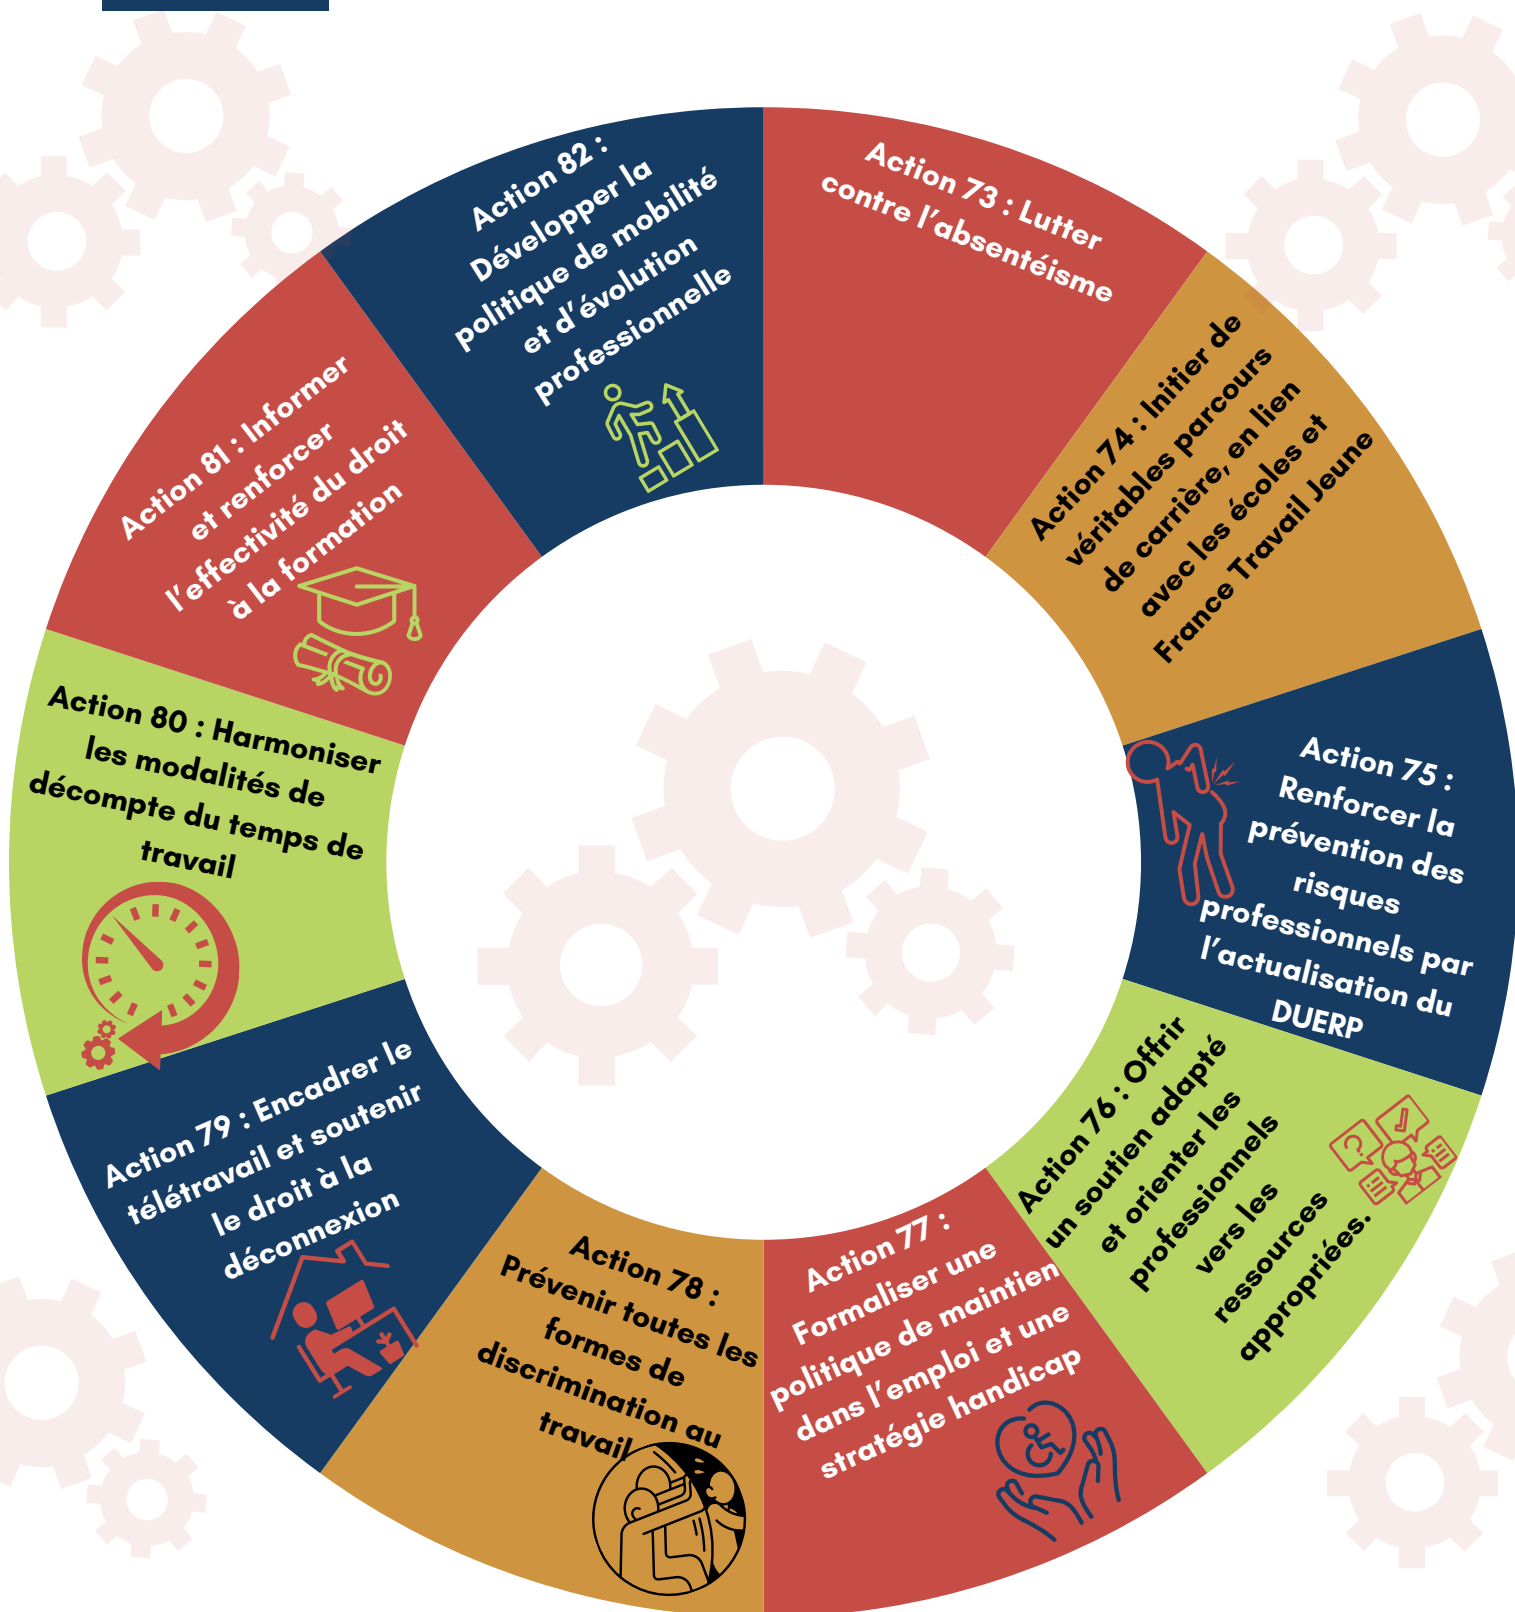 Action 73 : Lutter
contre l'absentéisme
Action 74 : Initier de
véritables parcours
de carrière, en lien
avec les écoles et
France Travail Jeune
Action 75 :
Renforcer la
prévention des
risques
professionnels par
l'actualisation du
DUERP
Action 76 : Offrir
un soutien adapté
et orienter les
professionnels
vers les
ressources
appropriées.
Action 77 :
Formaliser une
politique de maintien
dans l'emploi et une
stratégie handicap
Action 78 :
Prévenir toutes les
formes de
discrimination au
travail
Action 79 : Encadrer le
télétravail et soutenir
le droit à la
déconnexion
Action 80 : Harmoniser
les modalités de
décompte du temps de
travail
Action 81 : Informer
et renforcer
l'effectivité du droit
à la formation
Action 82 :
Développer la
politique de mobilité
et d'évolution
professionnelle